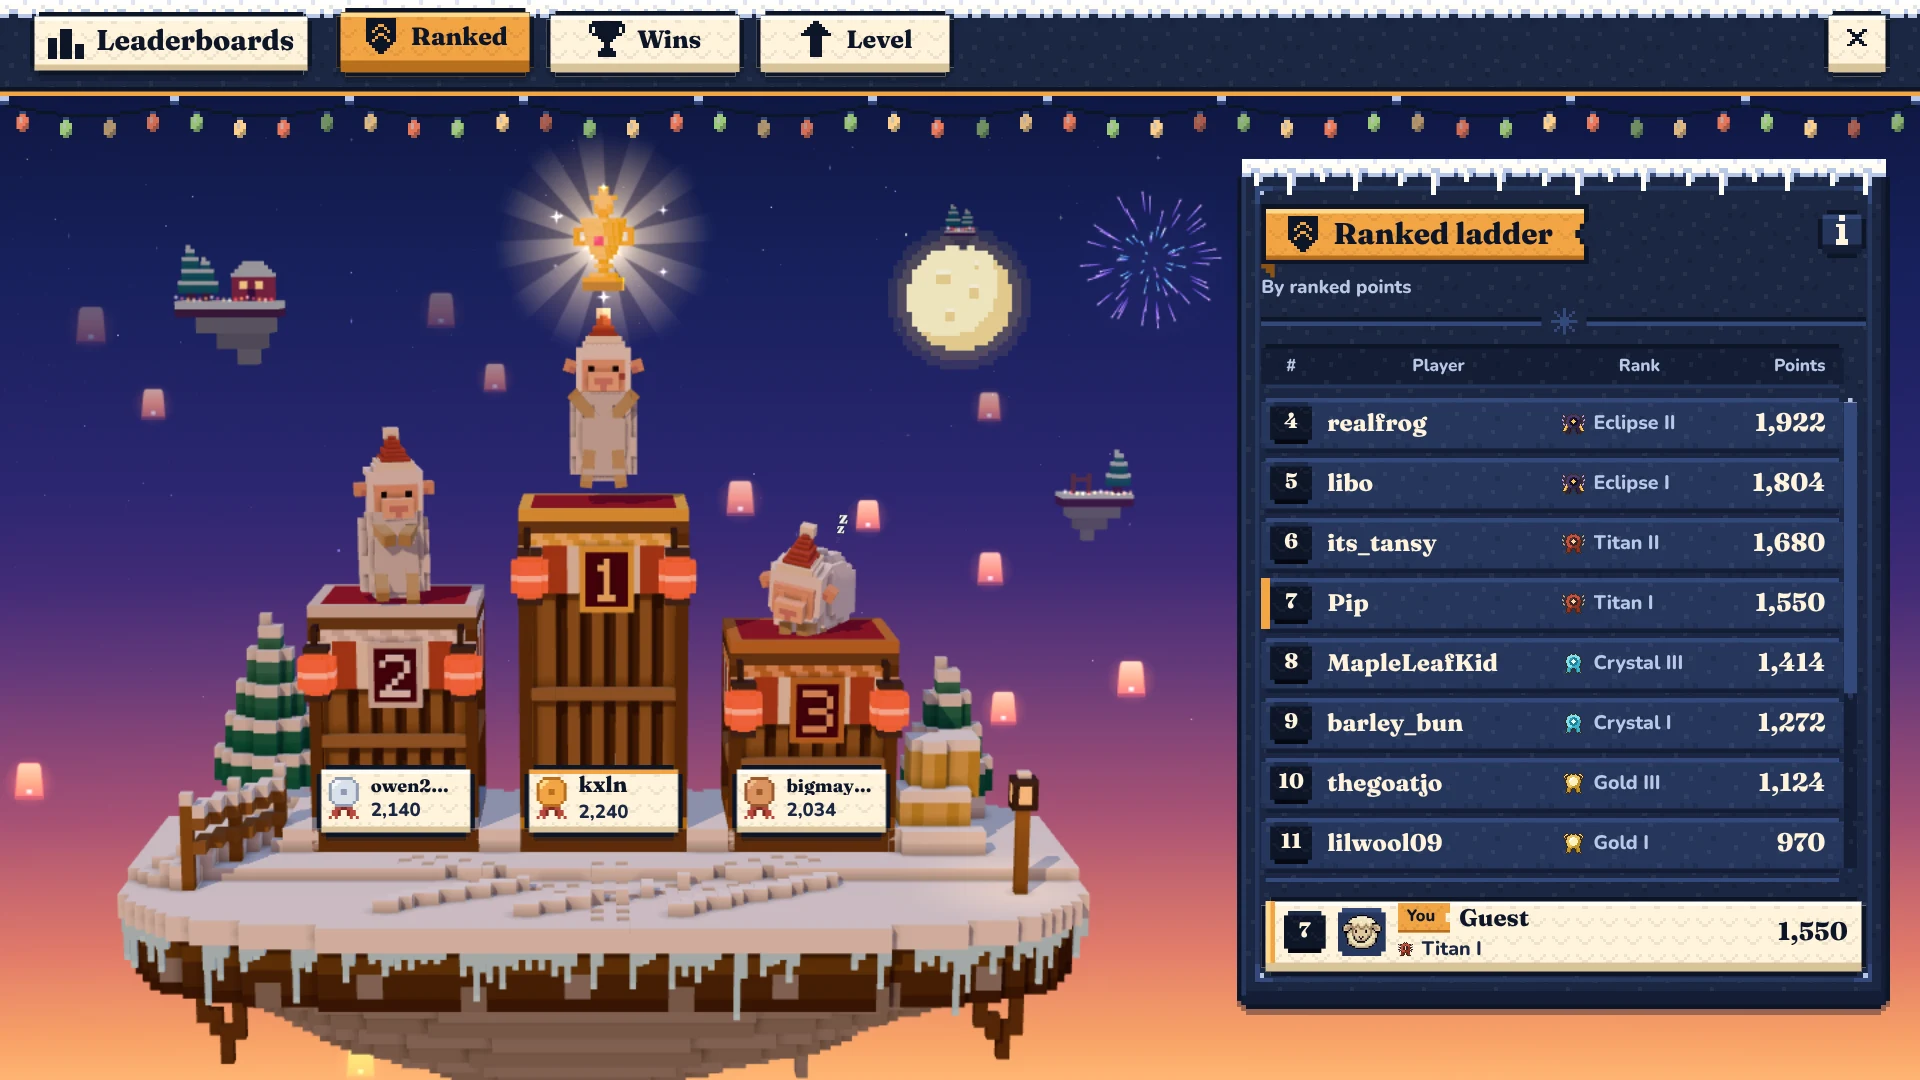 Leaderboards
Ranked
Wins
Level
Ranked ladder
i
By ranked points
# Player Rank Points
4 realfrog Eclipse II 1,922
5 libo Eclipse I 1,804
6 its_tansy Titan II 1,680
7 Pip Titan I 1,550
8 MapleLeafKid Crystal III 1,414
9 barley_bun Crystal I 1,272
10 thegoatjo Gold III 1,124
11 lilwool09 Gold I 970
7 You Guest 1,550
Titan I
z
z
1
2
3
owen2...
2,140
kxln
2,240
bigmay...
2,034